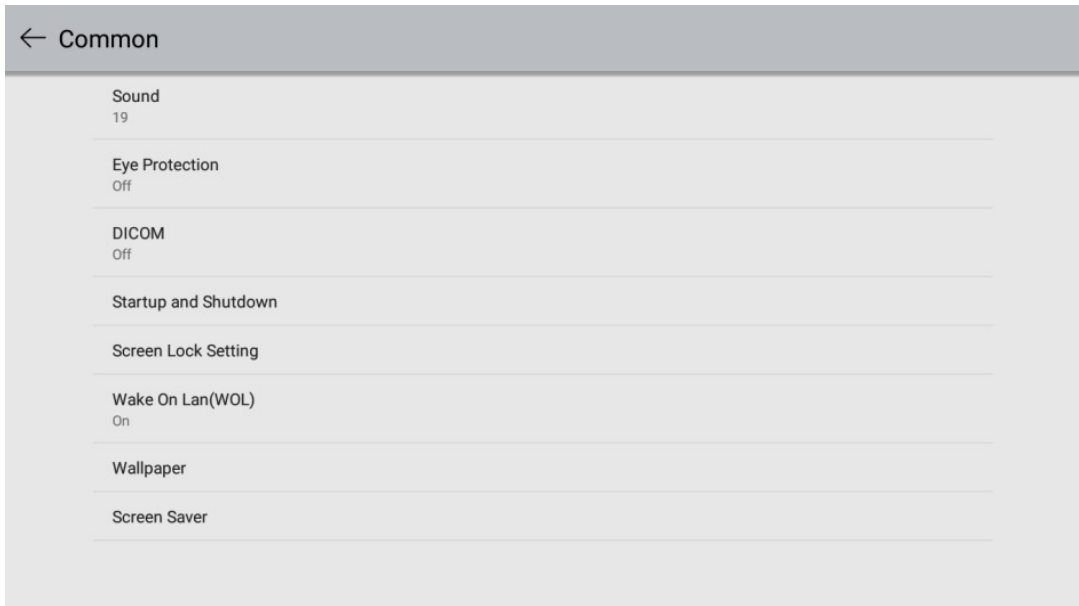 Common
Sound
19
Eye Protection
Off
DICOM
Off
Startup and Shutdown
Screen Lock Setting
Wake On Lan(WOL)
On
Wallpaper
Screen Saver